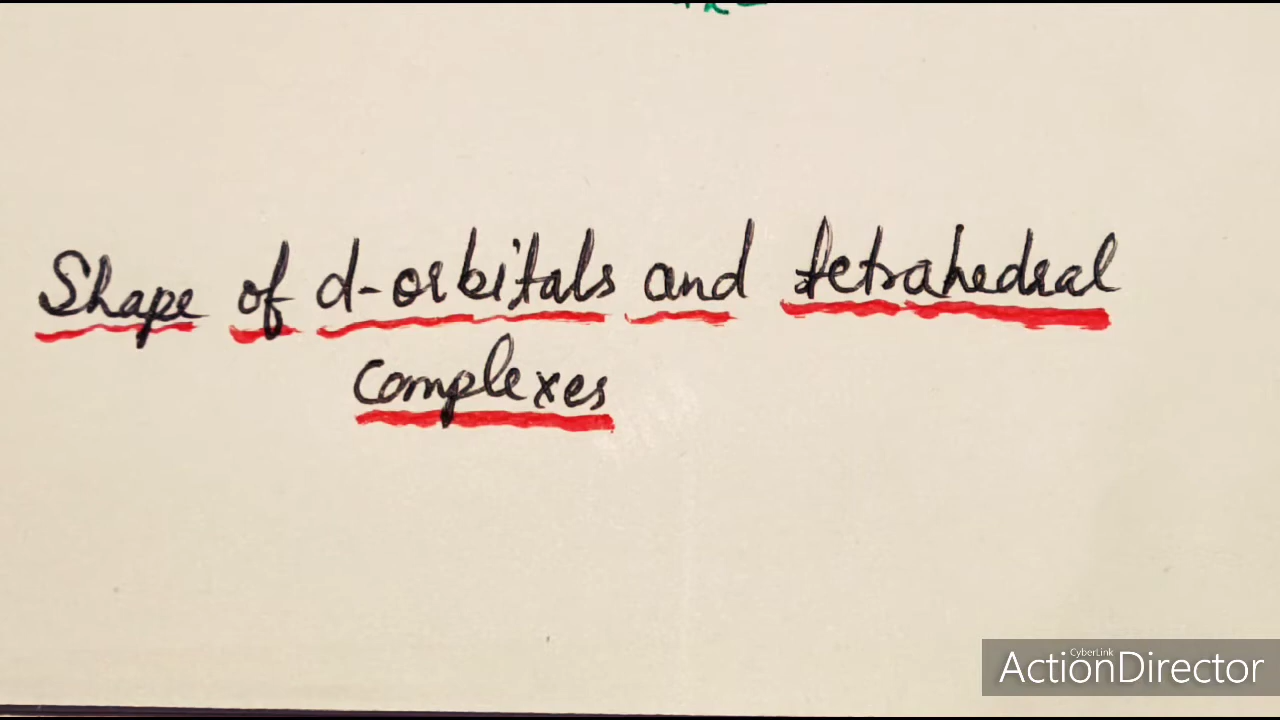 Shape of d-orbitals and tetrahedral
complexes
CyberLink
ActionDirector